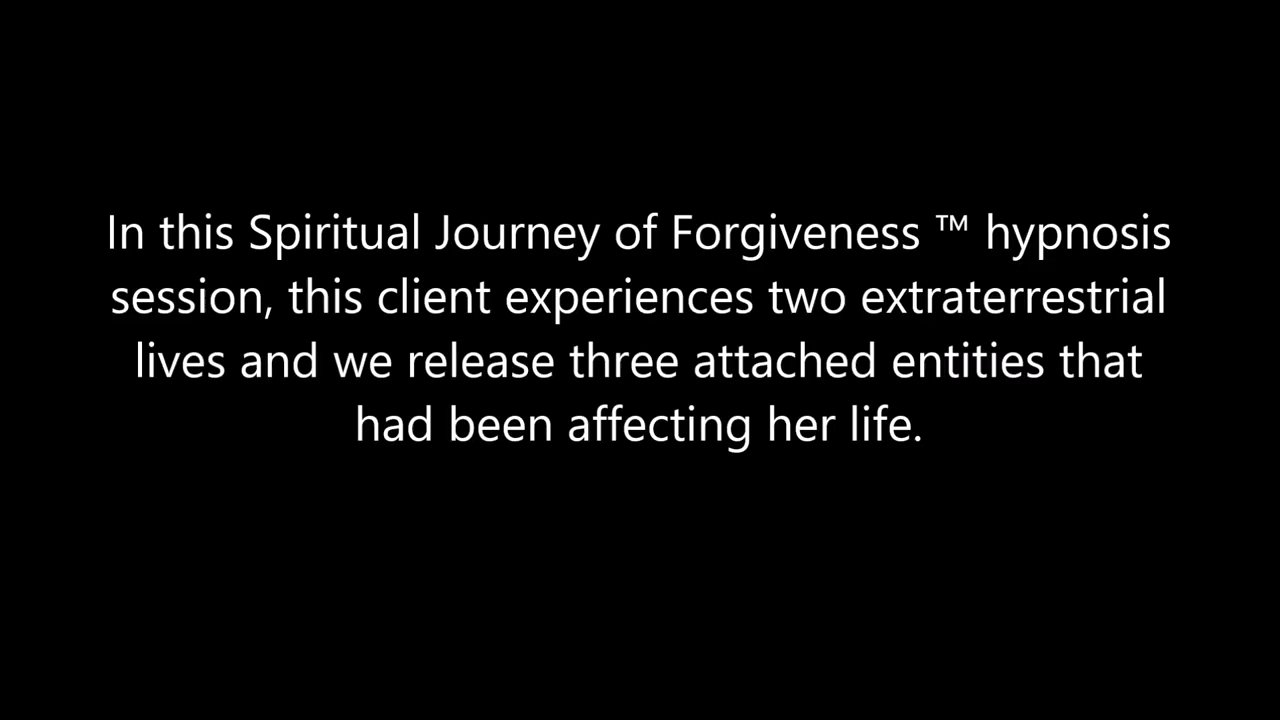 In this Spiritual Journey of Forgiveness ™ hypnosis
session, this client experiences two extraterrestrial
lives and we release three attached entities that
had been affecting her life.